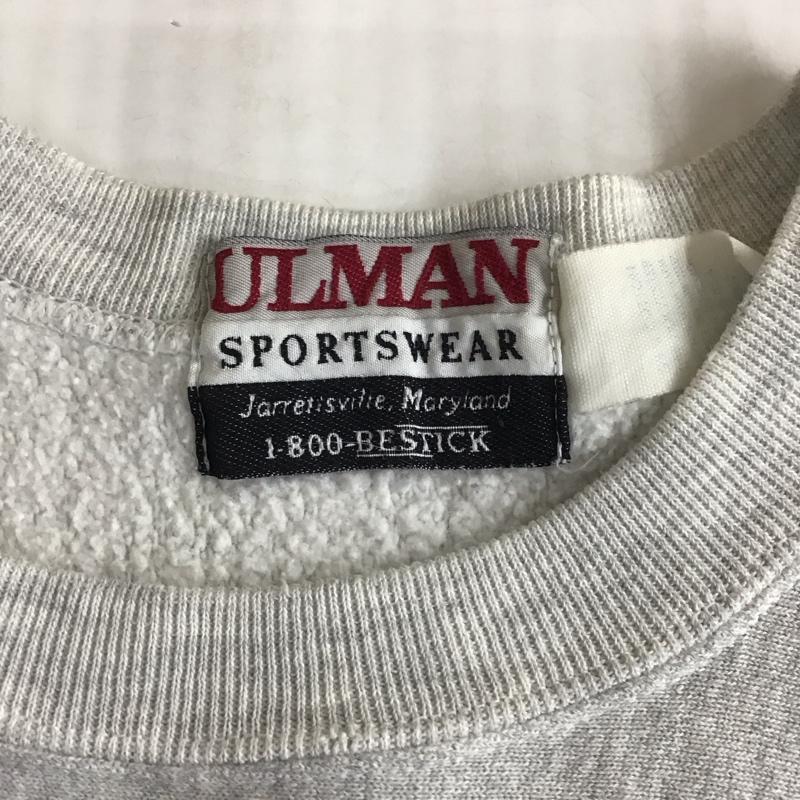 ULMAN
SPORTSWEAR
Jarrettsville, Maryland
1-800-BESTICK